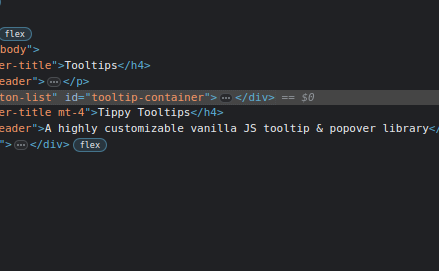 flex
body">
er-title">Tooltips</h4>
eader">⋯</p>
ton-list" id="tooltip-container">⋯</div> == $0
er-title mt-4">Tippy Tooltips</h4>
eader">A highly customizable vanilla JS tooltip & popover library</
">⋯</div> flex